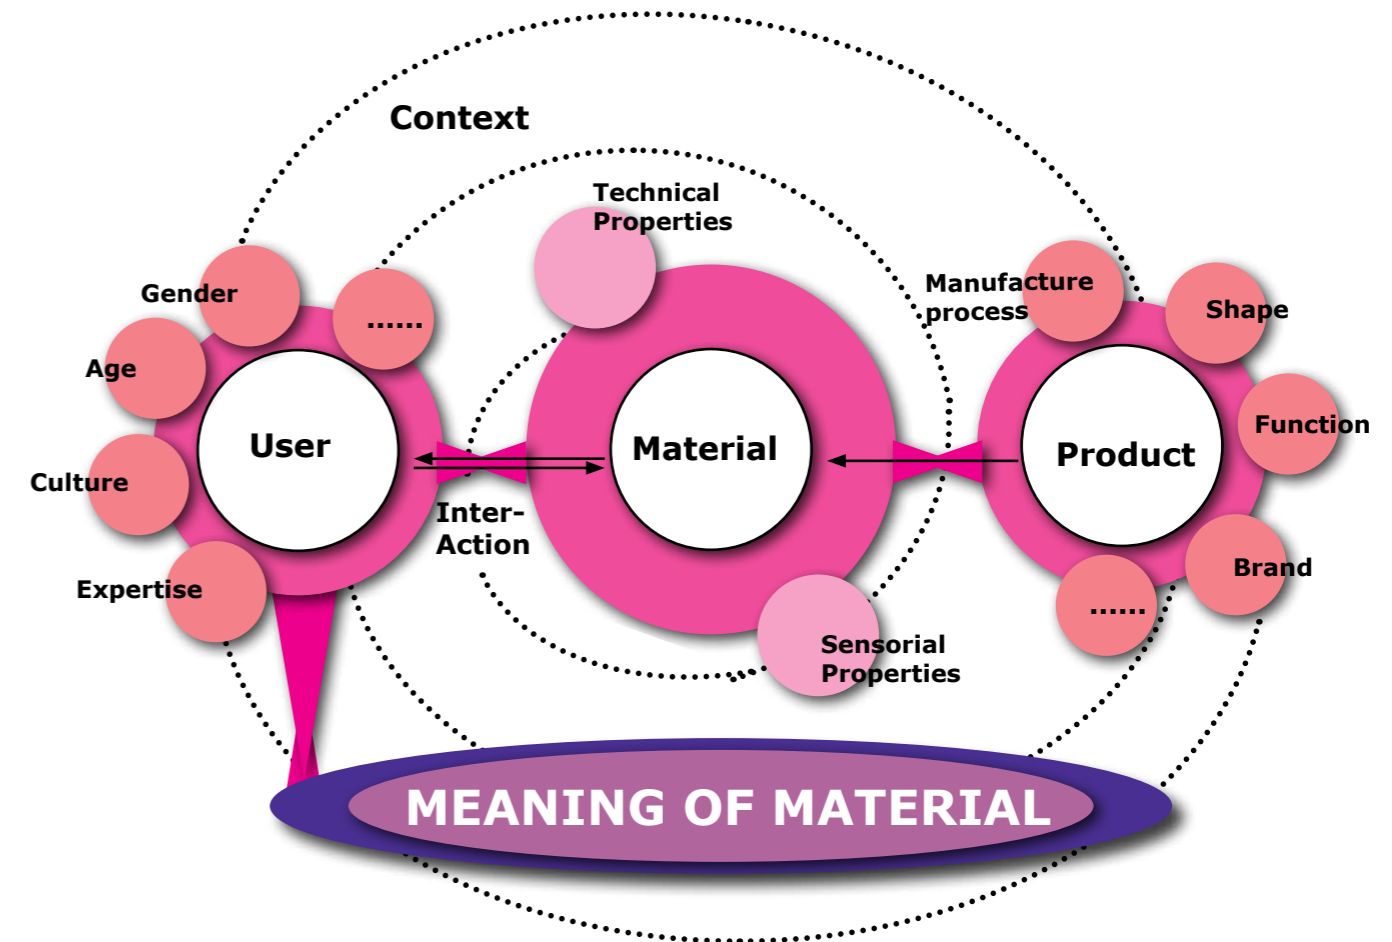 Context
Technical
Properties
Gender
......
Age
Culture
Expertise
User
Inter-
Action
Material
Manufacture
process
Shape
Function
Product
Brand
......
Sensorial
Properties
MEANING OF MATERIAL